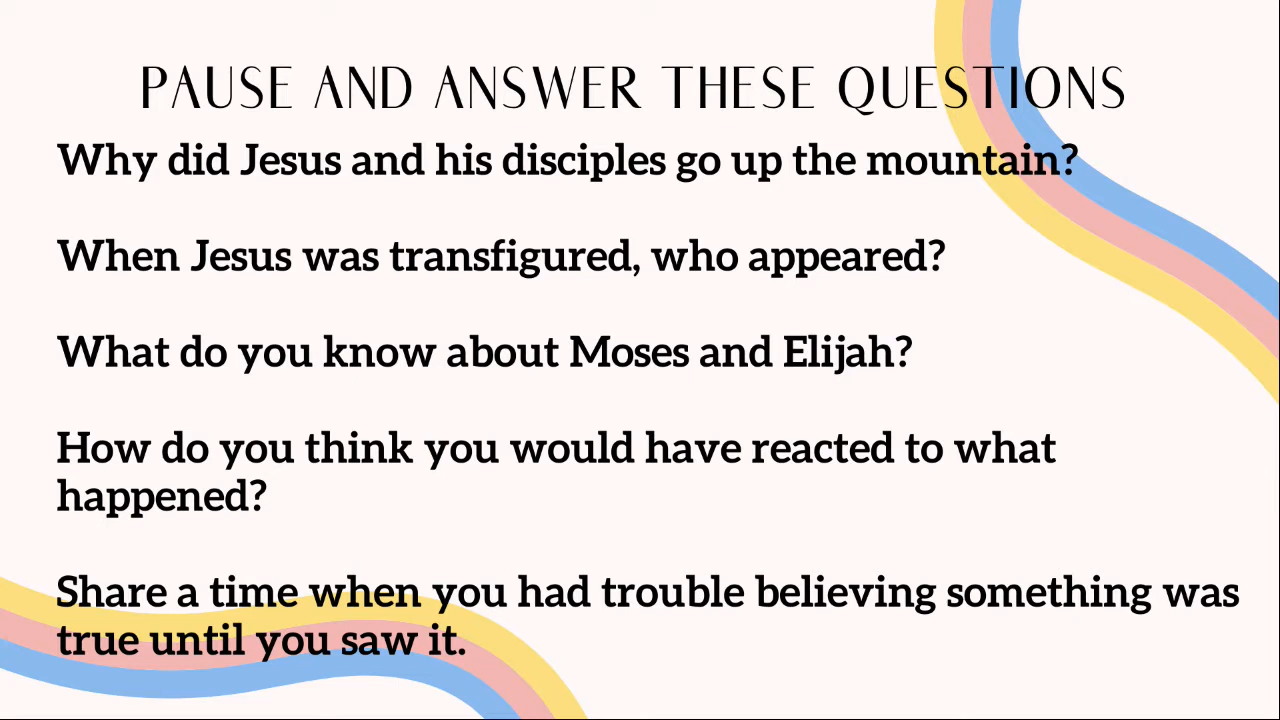 PAUSE AND ANSWER THESE QUESTIONS
Why did Jesus and his disciples go up the mountain?
When Jesus was transfigured, who appeared?
What do you know about Moses and Elijah?
How do you think you would have reacted to what
happened?
Share a time when you had trouble believing something was
true until you saw it.